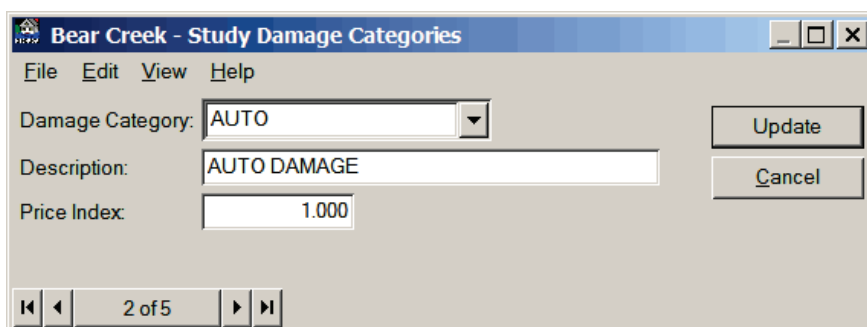 Bear Creek - Study Damage Categories
File Edit View Help
Damage Category: AUTO
Update
Description: AUTO DAMAGE
Cancel
Price Index: 1.000
2 of 5